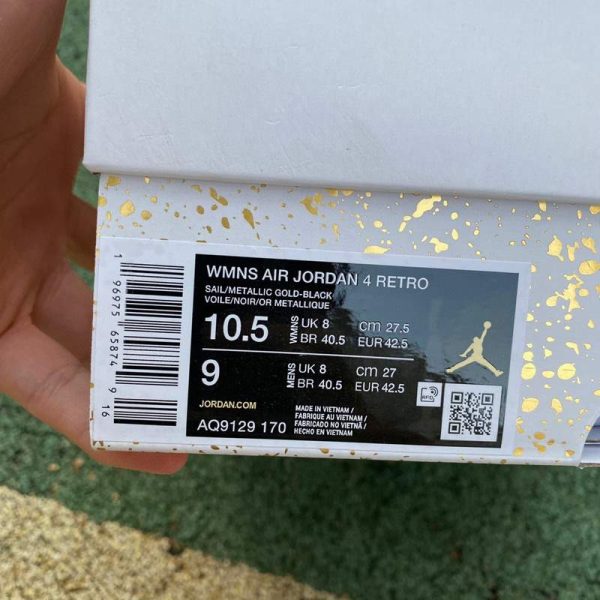 WMNS AIR JORDAN 4 RETRO
SAIL/METALLIC GOLD-BLACK
VOILE/NOIR/OR METALLIQUE
10.5 WMNS UK 8 cm 27.5
BR 40.5 EUR 42.5
9 MENS UK 8 cm 27
BR 40.5 EUR 42.5
RFID
JORDAN.COM
AQ9129 170
MADE IN VIETNAM /
FABRIQUE AU VIETNAM /
FABRICADO NO VIETNÃ /
HECHO EN VIETNAM
1 96975 65874 9 16